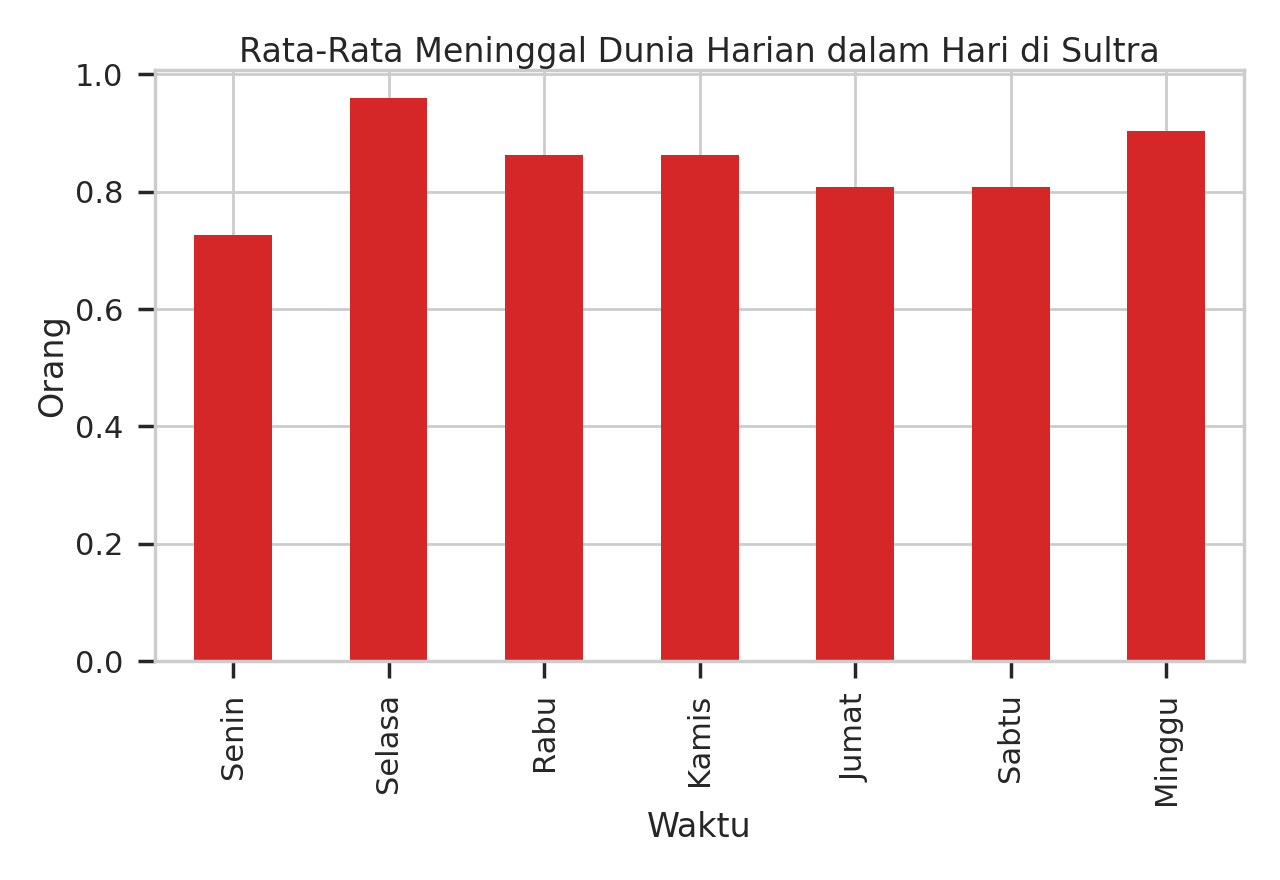 Rata-Rata Meninggal Dunia Harian dalam Hari di Sultra
1.0
0.8
0.6
0.4
0.2
0.0
Orang
Senin
Selasa
Rabu
Kamis
Jumat
Sabtu
Minggu
Waktu